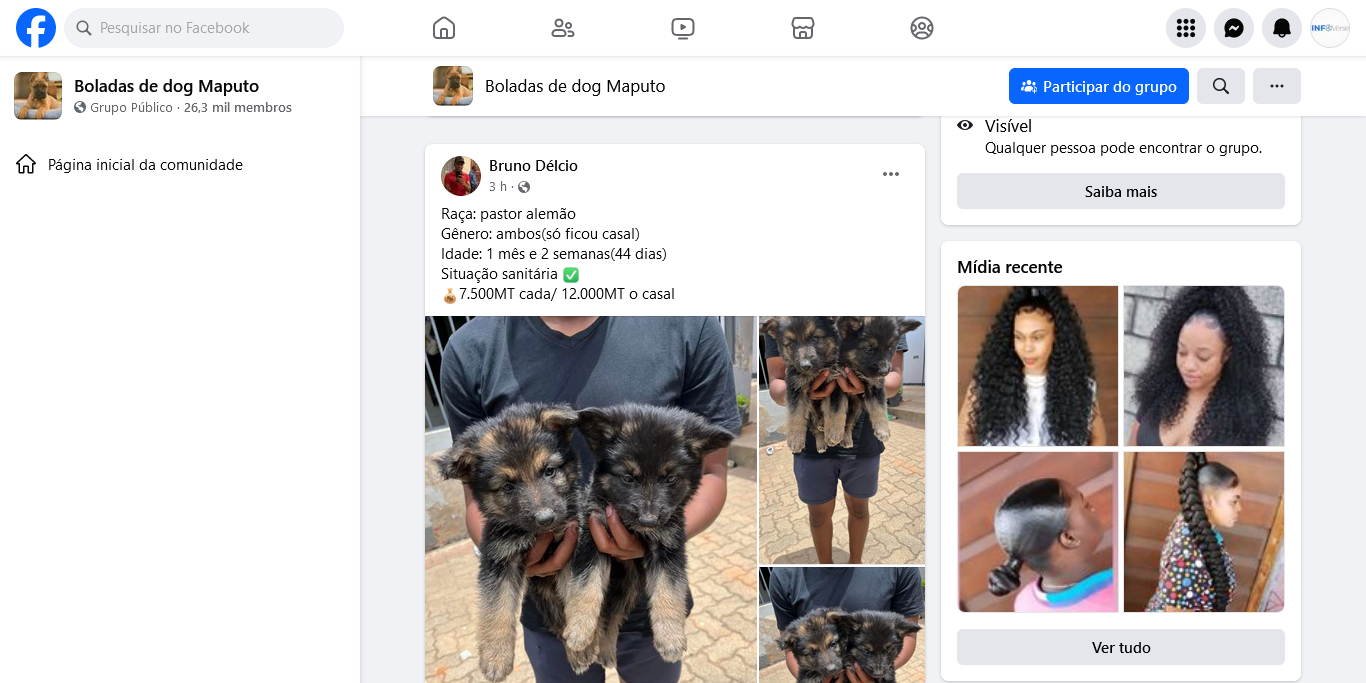 Pesquisar no Facebook
Boladas de dog Maputo
Grupo Público · 26,3 mil membros
Página inicial da comunidade
Boladas de dog Maputo
Participar do grupo
Bruno Délcio
3 h ·
Raça: pastor alemão
Gênero: ambos(só ficou casal)
Idade: 1 mês e 2 semanas(44 dias)
Situação sanitária ✅
💰7.500MT cada/ 12.000MT o casal
Visível
Qualquer pessoa pode encontrar o grupo.
Saiba mais
Mídia recente
Ver tudo